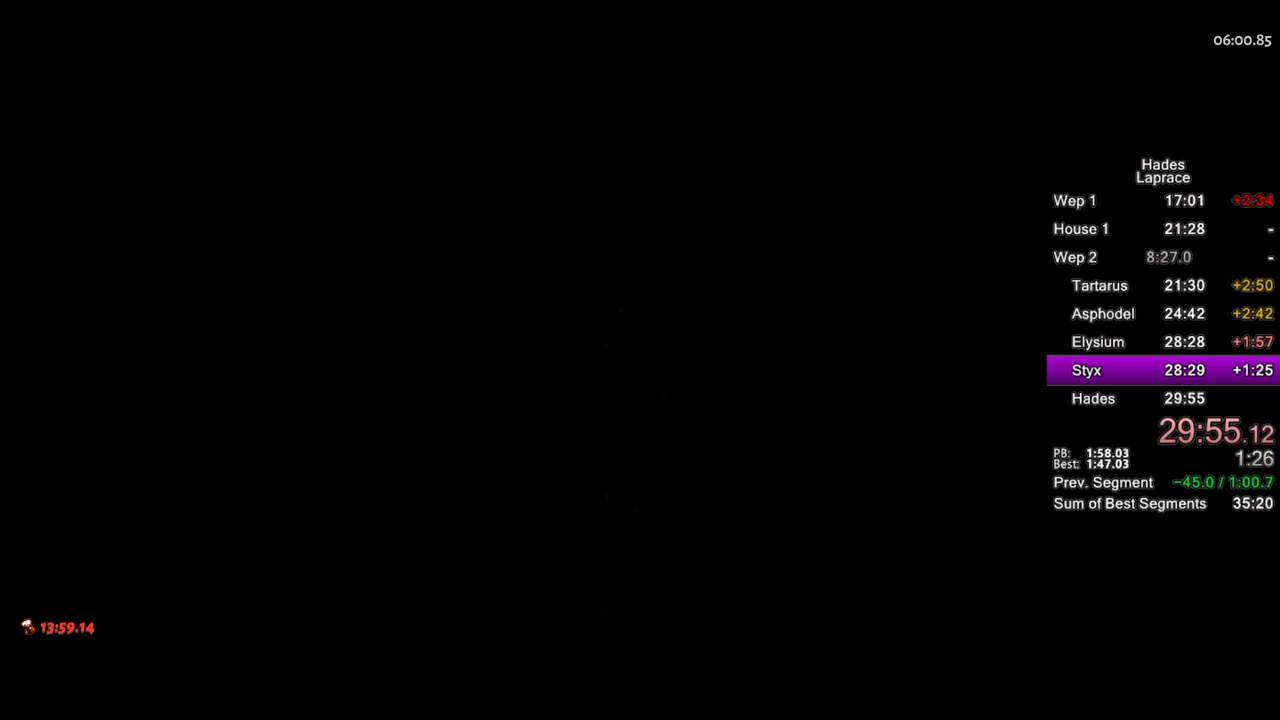 06:00.85
Hades
Laprace
Wep 1 17:01 +2:34
House 1 21:28 -
Wep 2 8:27.0 -
Tartarus 21:30 +2:50
Asphodel 24:42 +2:42
Elysium 28:28 +1:57
Styx 28:29 +1:25
Hades 29:55
29:55.12
PB: 1:58.03 1:26
Best: 1:47.03
Prev. Segment −45.0 / 1:00.7
Sum of Best Segments 35:20
13:59.14